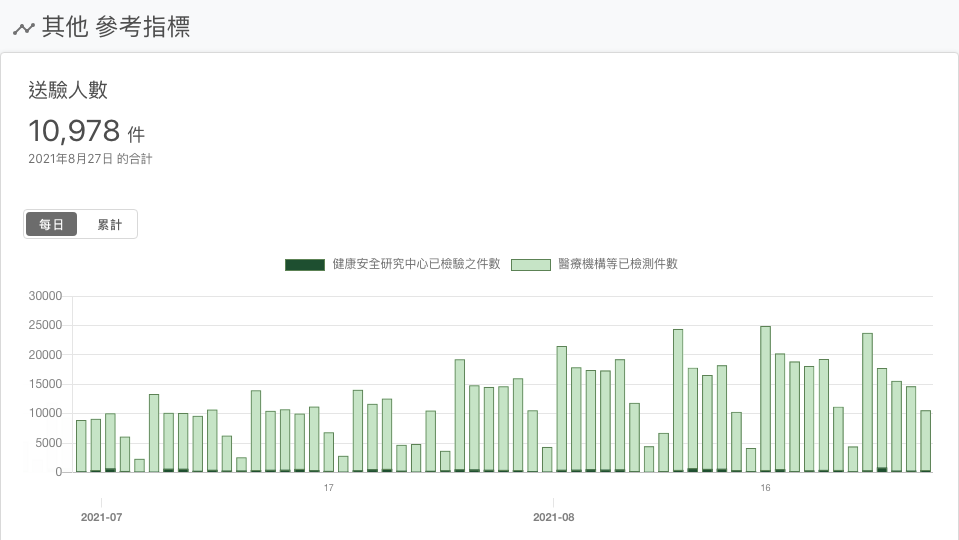 其他 參考指標
送驗人數
10,978 件
2021年8月27日 的合計
每日 累計
健康安全研究中心已檢驗之件數 醫療機構等已檢測件數
30000
25000
20000
15000
10000
5000
0
17 16
2021-07 2021-08